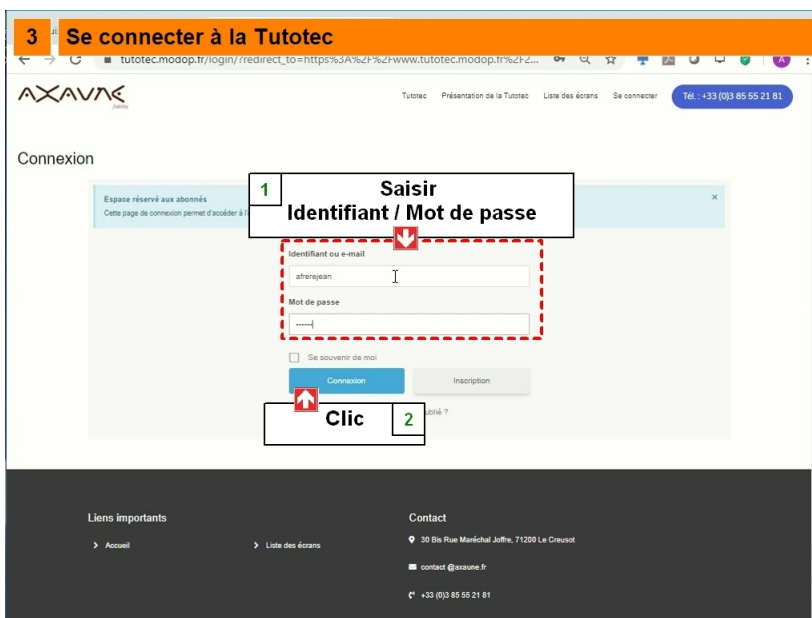 3 Se connecter à la Tutotec
tutotec.modop.fr/login/?redirect_to=https%3A%2F%2Fwww.tutotec.modop.fr%2F2...
A
AXAUNE
Tutotec Présentation de la Tutotec Liste des écrans Se connecter Tél. : +33 (0)3 85 55 21 81
Connexion
1 Saisir
Identifiant / Mot de passe
Espace réservé aux abonnés ×
Cette page de connexion permet d'accéder à
Identifiant ou e-mail
afrerejean
Mot de passe
Se souvenir de moi
Connexion Inscription
Clic 2
ublié ?
Liens importants
Accueil
Liste des écrans
Contact
30 Bis Rue Maréchal Joffre, 71200 Le Creusot
contact @axaune.fr
+33 (0)3 85 55 21 81